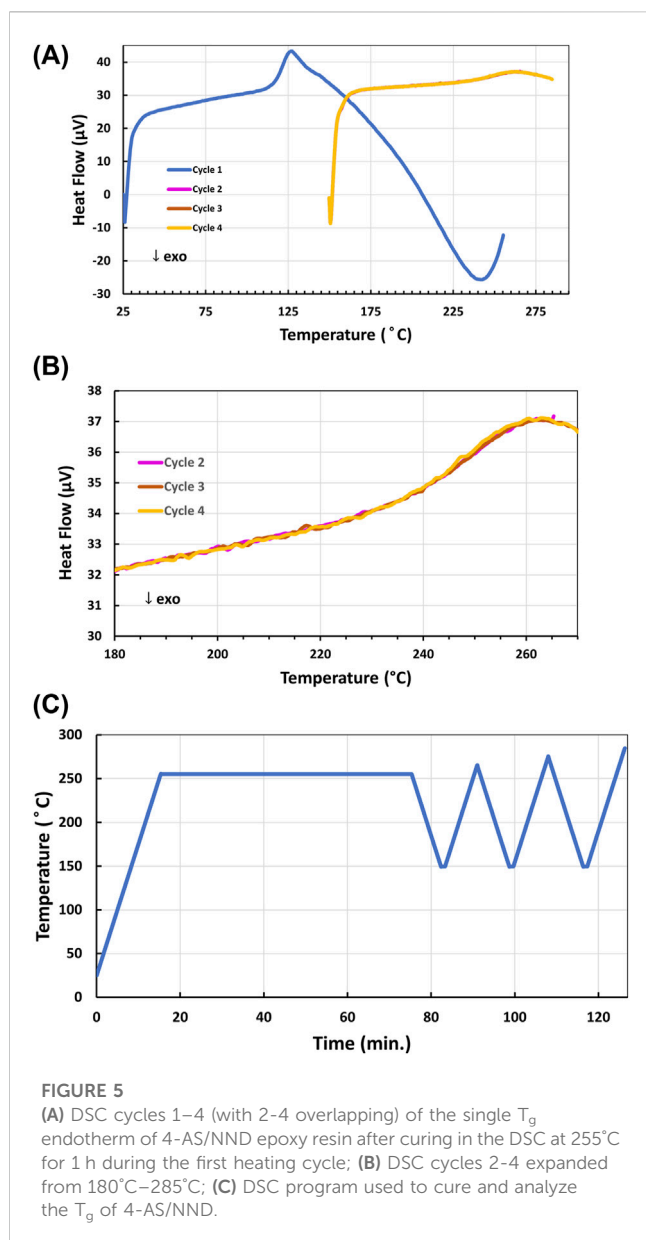 (A)
40
30
20
10
0
-10
-20
-30
Heat Flow (µV)
Cycle 1
Cycle 2
Cycle 3
Cycle 4
↓ exo
25 75 125 175 225 275
Temperature (°C)
(B)
38
37
36
35
34
33
32
31
30
Heat Flow (µV)
Cycle 2
Cycle 3
Cycle 4
↓ exo
180 200 220 240 260
Temperature (°C)
(C)
300
250
200
150
100
50
0
Temperature (°C)
0 20 40 60 80 100 120
Time (min.)
FIGURE 5
(A) DSC cycles 1–4 (with 2-4 overlapping) of the single Tg
endotherm of 4-AS/NND epoxy resin after curing in the DSC at 255°C
for 1 h during the first heating cycle; (B) DSC cycles 2-4 expanded
from 180°C–285°C; (C) DSC program used to cure and analyze
the Tg of 4-AS/NND.